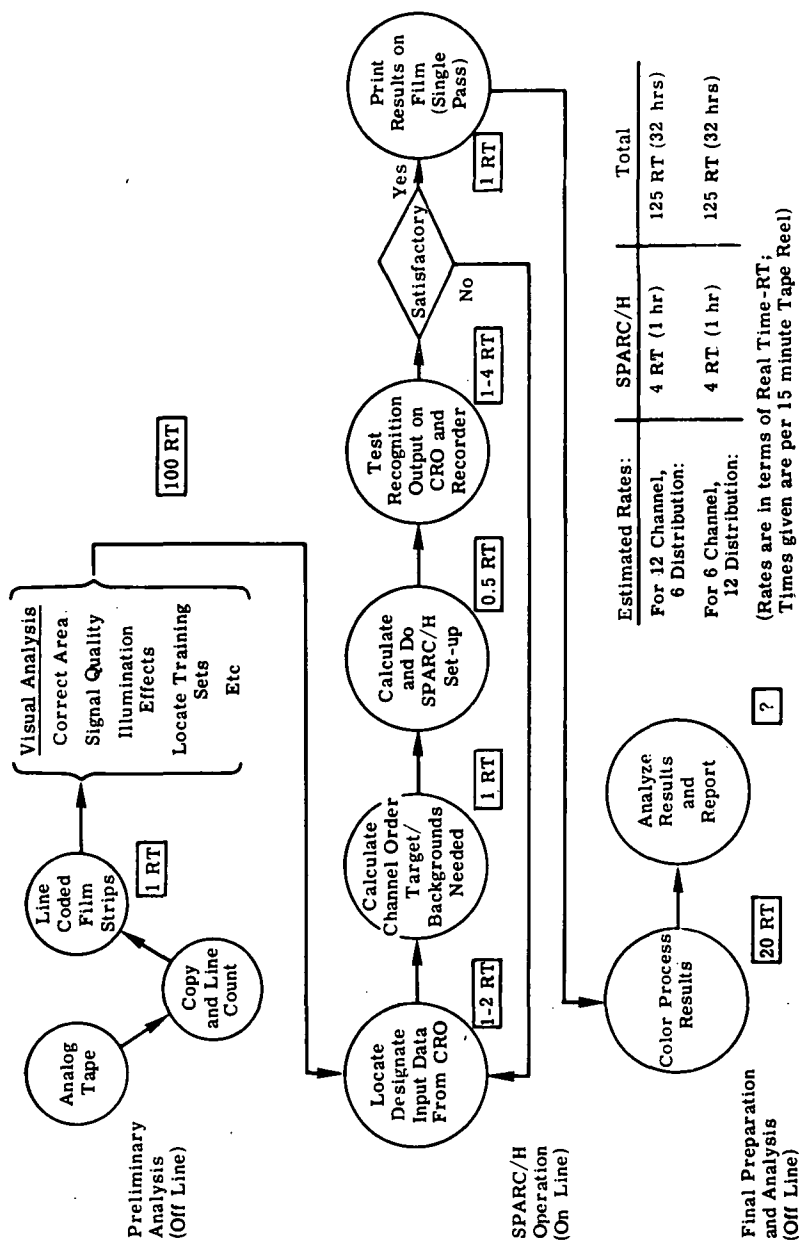 Preliminary
Analysis
(Off Line)
Analog
Tape
Copy
and Line
Count
Line
Coded
Film
Strips
1 RT
Visual Analysis
Correct Area
Signal Quality
Illumination
Effects
Locate Training
Sets
Etc
100 RT
SPARC/H
Operation
(On Line)
Locate
Designate
Input Data
From CRO
1-2 RT
Calculate
Channel Order
Target/
Backgrounds
Needed
1 RT
Calculate
and Do
SPARC/H
Set-up
0.5 RT
Test
Recognition
Output on
CRO and
Recorder
1-4 RT
Satisfactory
Yes
No
Print
Results on
Film
(Single
Pass)
1 RT
Final Preparation
and Analysis
(Off Line)
Color Process
Results
20 RT
Analyze
Results
and
Report
?
Estimated Rates: SPARC/H Total
For 12 Channel,
6 Distribution: 4 RT (1 hr) 125 RT (32 hrs)
For 6 Channel,
12 Distribution: 4 RT (1 hr) 125 RT (32 hrs)
(Rates are in terms of Real Time-RT;
Times given are per 15 minute Tape Reel)